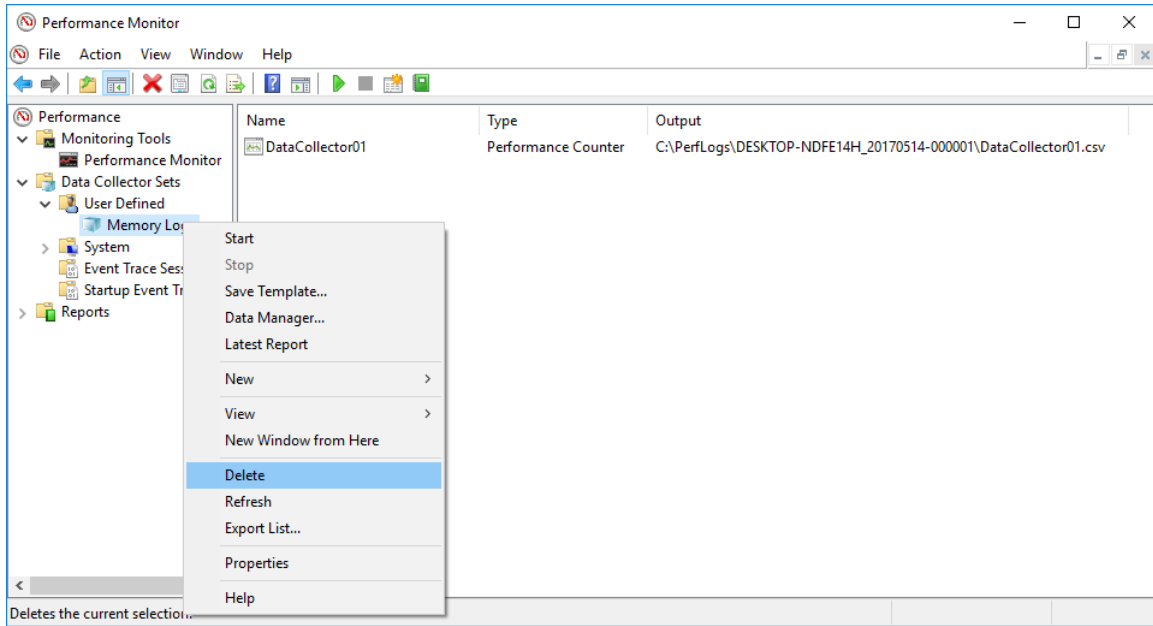 Performance Monitor
File Action View Window Help
Performance
Monitoring Tools
Performance Monitor
Data Collector Sets
User Defined
Memory Lo
System
Event Trace Ses
Startup Event Tr
Reports
Name Type Output
DataCollector01 Performance Counter C:\PerfLogs\DESKTOP-NDFE14H_20170514-000001\DataCollector01.csv
Start
Stop
Save Template...
Data Manager...
Latest Report
New
View
New Window from Here
Delete
Refresh
Export List...
Properties
Help
Deletes the current selection.